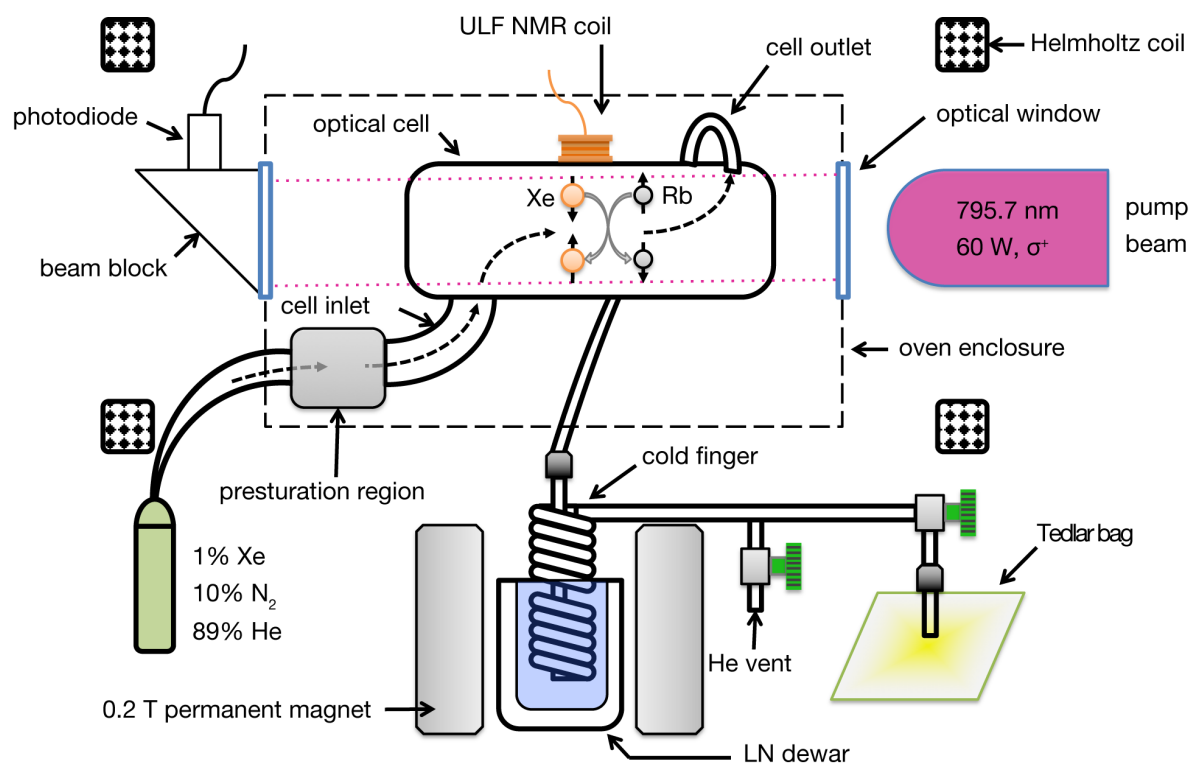 ULF NMR coil
cell outlet
Helmholtz coil
photodiode
optical cell
optical window
Xe
Rb
795.7 nm
60 W, σ⁺
pump
beam
beam block
cell inlet
oven enclosure
presturation region
cold finger
1% Xe
10% N₂
89% He
Tedlar bag
He vent
0.2 T permanent magnet
LN dewar